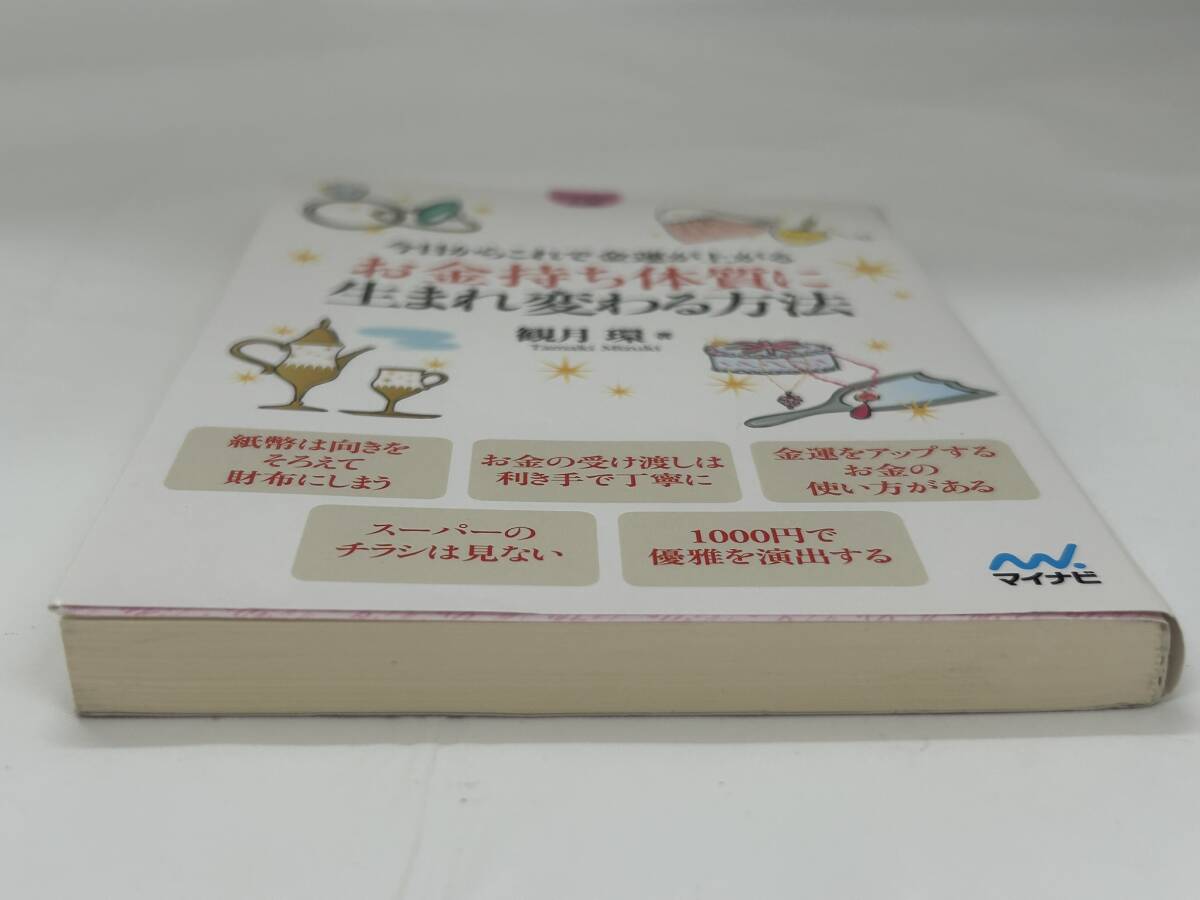 今日からこれで金運が上がる
お金持ち体質に
生まれ変わる方法
観月 環 著
Tamaki Mizuki
紙幣は向きを
そろえて
財布にしまう
お金の受け渡しは
利き手で丁寧に
金運をアップする
お金の
使い方がある
スーパーの
チラシは見ない
1000円で
優雅を演出する
マイナビ